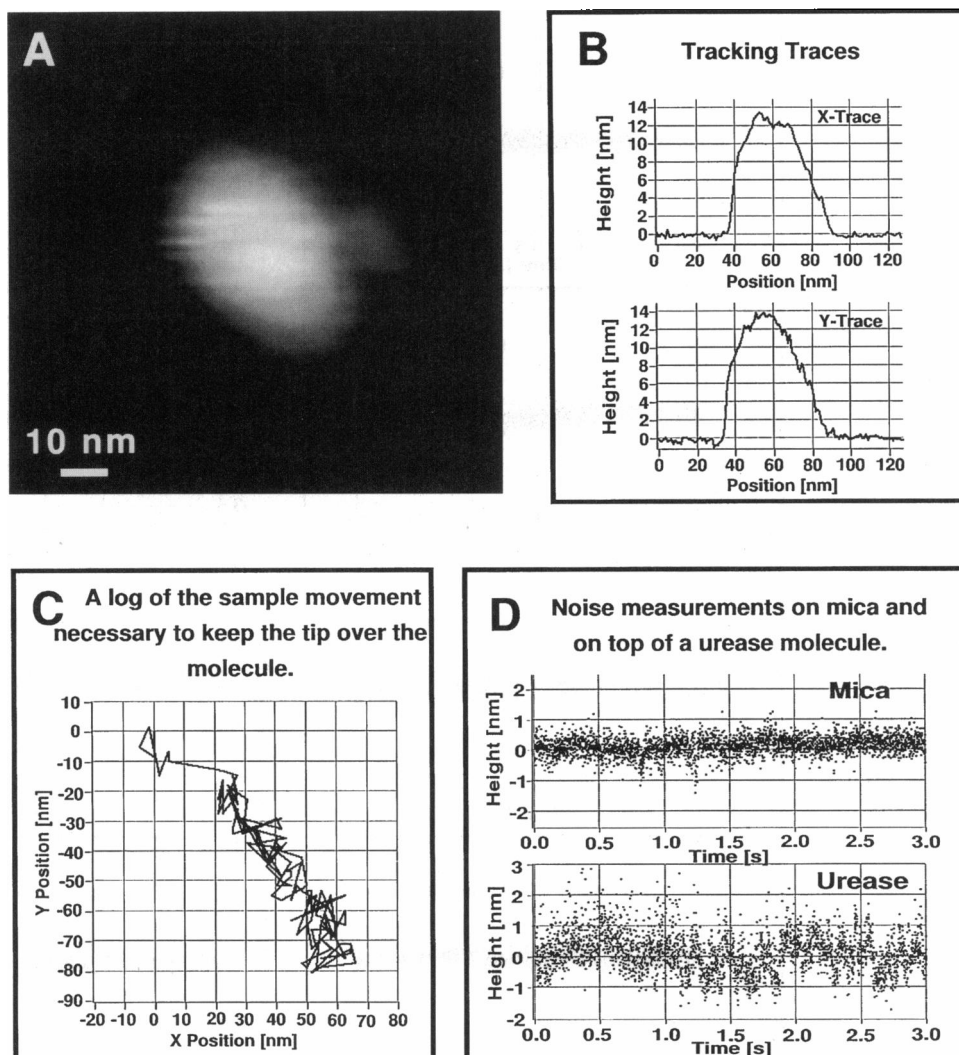 A
10 nm
B
Tracking Traces
14
12
10
8
6
4
2
0
Height [nm]
X-Trace
0 20 40 60 80 100 120
Position [nm]
14
12
10
8
6
4
2
0
Height [nm]
Y-Trace
0 20 40 60 80 100 120
Position [nm]
C
A log of the sample movement
necessary to keep the tip over the
molecule.
10
0
-10
-20
-30
-40
-50
-60
-70
-80
-90
Y Position [nm]
-20 -10 0 10 20 30 40 50 60 70 80
X Position [nm]
D
Noise measurements on mica and
on top of a urease molecule.
2
1
0
-1
-2
Height [nm]
Mica
0.0 0.5 1.0 1.5 2.0 2.5 3.0
Time [s]
3
2
1
0
-1
-2
Height [nm]
Urease
0.0 0.5 1.0 1.5 2.0 2.5 3.0
Time [s]